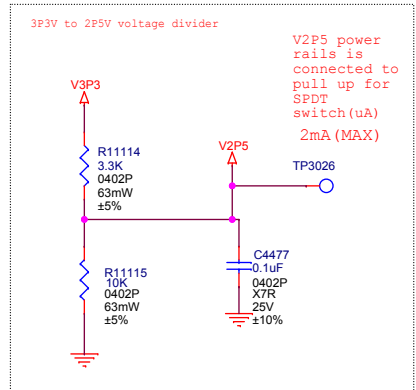 3P3V to 2P5V voltage divider
V2P5 power
rails is
connected to
pull up for
SPDT
switch(uA)
2mA(MAX)
V3P3
R11114
3.3K
0402P
63mW
±5%
V2P5
TP3026
R11115
10K
0402P
63mW
±5%
C4477
0.1uF
0402P
X7R
25V
±10%